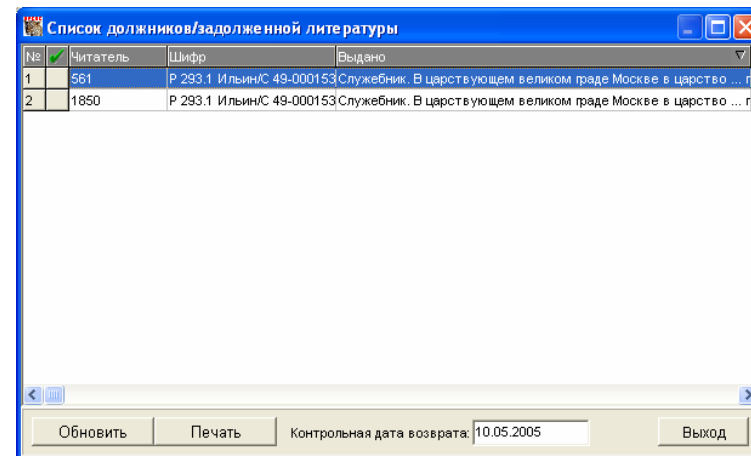 Список должников/задолженной литературы
№ Читатель Шифр Выдано
1 561 Р 293.1 Ильин/С 49-000153 Служебник. В царствующем великом граде Москве в царство ... г
2 1850 Р 293.1 Ильин/С 49-000153 Служебник. В царствующем великом граде Москве в царство ... г
Обновить Печать Контрольная дата возврата: 10.05.2005 Выход